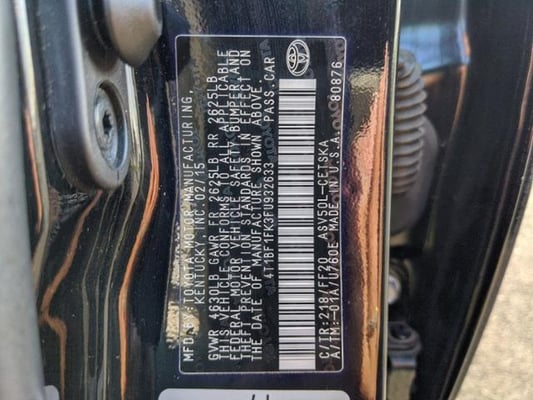 MFD. BY: TOYOTA MOTOR MANUFACTURING,
KENTUCKY, INC. 02/15
GVWR 4630LB GAWR FR 2625LB RR 2625LB
THIS VEHICLE CONFORMS TO ALL APPLICABLE
FEDERAL MOTOR VEHICLE SAFETY, BUMPER, AND
THEFT PREVENTION STANDARDS IN EFFECT ON
THE DATE OF MANUFACTURE SHOWN ABOVE.
4T1BF1FK3FU932633 PASS.CAR
C/TR:218/FF20 ASV50L-CETSKA
A/TM:-01A/U760E MADE IN U.S.A. 80876